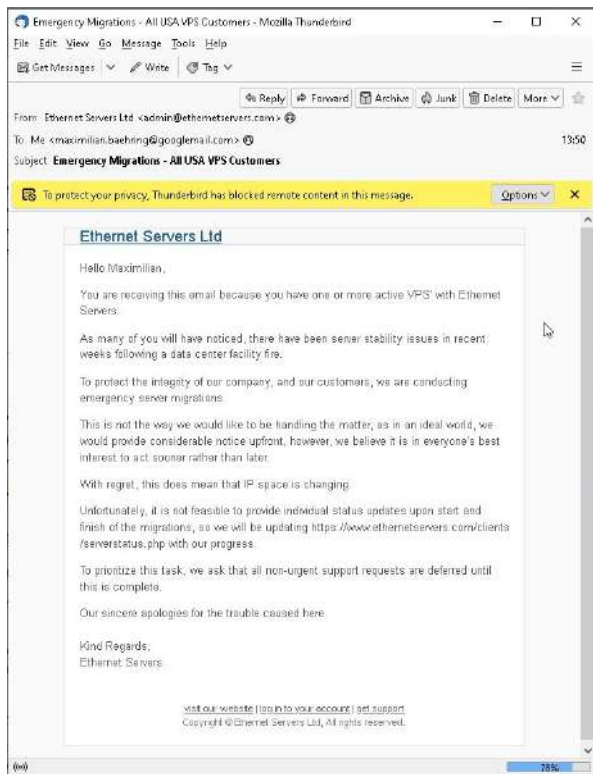 Emergency Migrations - All USA VPS Customers - Mozilla Thunderbird
File Edit View Go Message Tools Help
Get Messages Write Tag
Reply Forward Archive Junk Delete More
From Ethernet Servers Ltd <admin@ethernetservers.com>
To Me <maximilian.baehring@googlemail.com> 13:50
Subject Emergency Migrations - All USA VPS Customers
To protect your privacy, Thunderbird has blocked remote content in this message. Options
Ethernet Servers Ltd
Hello Maximilian,
You are receiving this email because you have one or more active VPS' with Ethernet
Servers.
As many of you will have noticed, there have been server stability issues in recent
weeks following a data center facility fire.
To protect the integrity of our company, and our customers, we are conducting
emergency server migrations.
This is not the way we would like to be handling the matter, as in an ideal world, we
would provide considerable notice upfront, however, we believe it is in everyone's best
interest to act sooner rather than later.
With regret, this does mean that IP space is changing.
Unfortunately, it is not feasible to provide individual status updates upon start and
finish of the migrations, so we will be updating https://www.ethernetservers.com/clients
/serverstatus.php with our progress.
To prioritize this task, we ask that all non-urgent support requests are deferred until
this is complete.
Our sincere apologies for the trouble caused here.
Kind Regards,
Ethernet Servers
visit our website | log in to your account | get support
Copyright © Ethernet Servers Ltd, All rights reserved.
78%